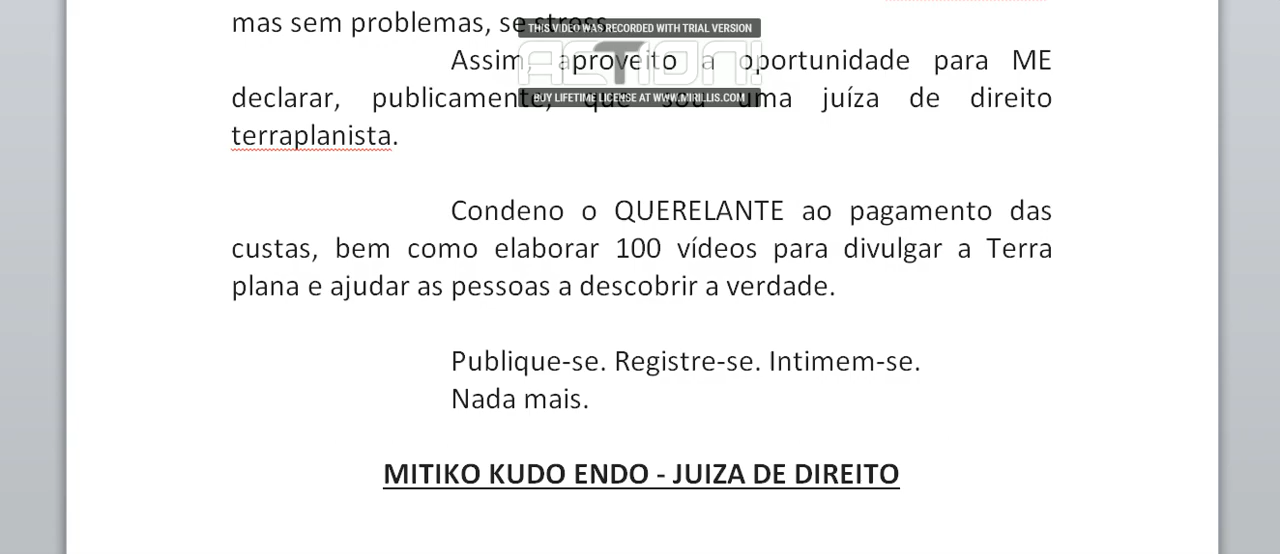 mas sem problemas, se stress.
THIS VIDEO WAS RECORDED WITH TRIAL VERSION
Assim, aproveito a oportunidade para ME
ACTION!
declarar, publicamente, que sou uma juíza de direito
BUY LIFETIME LICENSE AT WWW.MIRILLIS.COM
terraplanista.
Condeno o QUERELANTE ao pagamento das
custas, bem como elaborar 100 vídeos para divulgar a Terra
plana e ajudar as pessoas a descobrir a verdade.
Publique-se. Registre-se. Intimem-se.
Nada mais.
MITIKO KUDO ENDO - JUIZA DE DIREITO